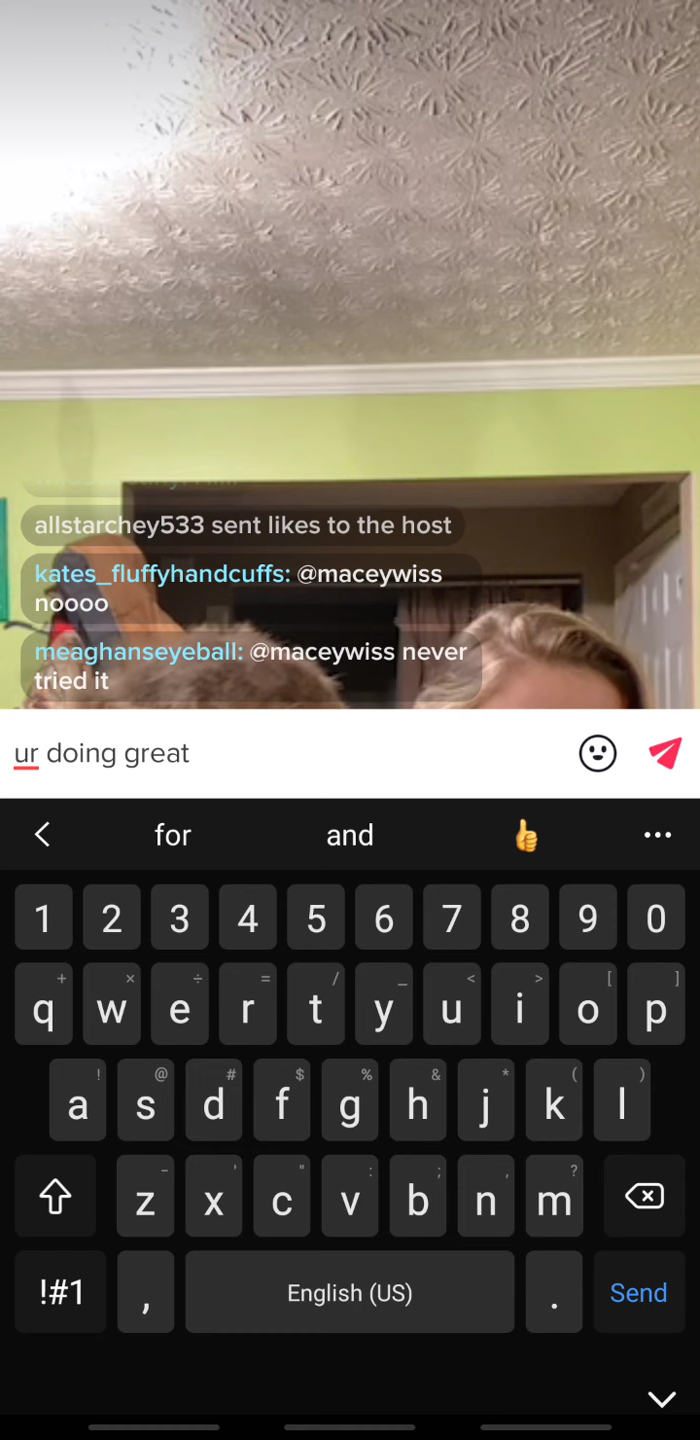 allstarchey533 sent likes to the host
kates_fluffyhandcuffs: @maceywiss
noooo
meaghanseyeball: @maceywiss never
tried it
ur doing great
for and 👍 •••
1 2 3 4 5 6 7 8 9 0
+ × ÷ = / _ < > [ ]
q w e r t y u i o p
! @ # $ % & * ( )
a s d f g h j k l
- ' " : ; , ?
z x c v b n m
!#1 , English (US) . Send